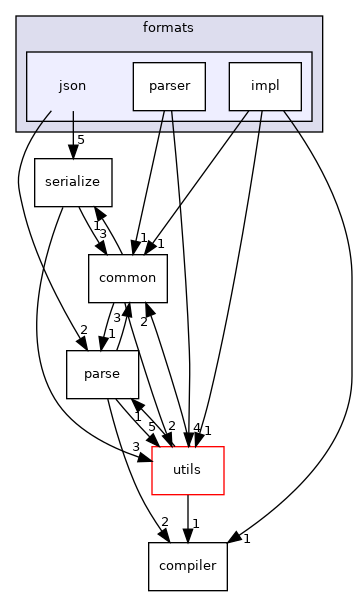 formats
json parser impl
5
serialize
1
3
1
1
common
3
2
2
1
parse
1
5
2
4
1
3
utils
2
1
1
compiler